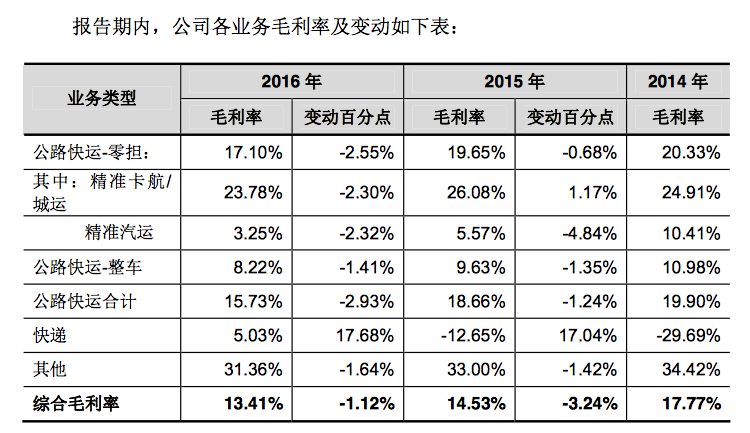 报告期内，公司各业务毛利率及变动如下表：
业务类型 2016 年 2015 年 2014 年
毛利率 变动百分点 毛利率 变动百分点 毛利率
公路快运-零担： 17.10% -2.55% 19.65% -0.68% 20.33%
其中：精准卡航/
城运 23.78% -2.30% 26.08% 1.17% 24.91%
精准汽运 3.25% -2.32% 5.57% -4.84% 10.41%
公路快运-整车 8.22% -1.41% 9.63% -1.35% 10.98%
公路快运合计 15.73% -2.93% 18.66% -1.24% 19.90%
快递 5.03% 17.68% -12.65% 17.04% -29.69%
其他 31.36% -1.64% 33.00% -1.42% 34.42%
综合毛利率 13.41% -1.12% 14.53% -3.24% 17.77%